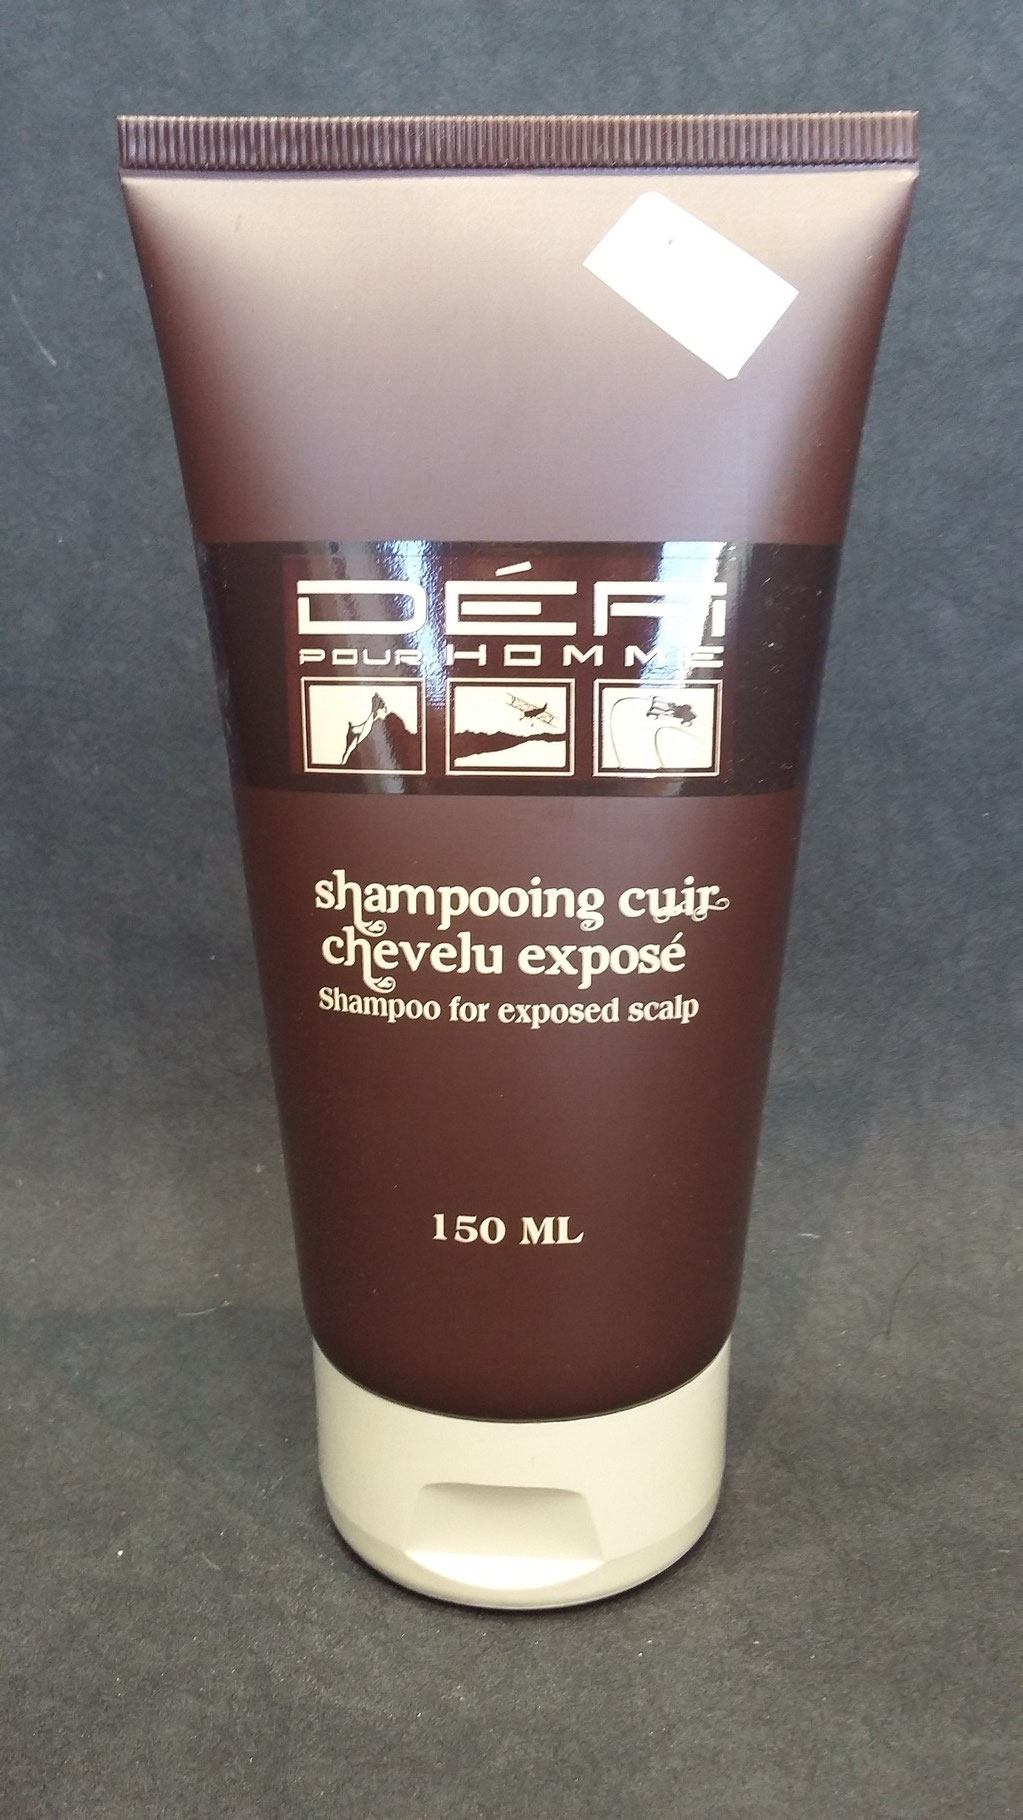 DÉFI
POUR HOMME
shampooing cuir
chevelu exposé
Shampoo for exposed scalp
150 ML